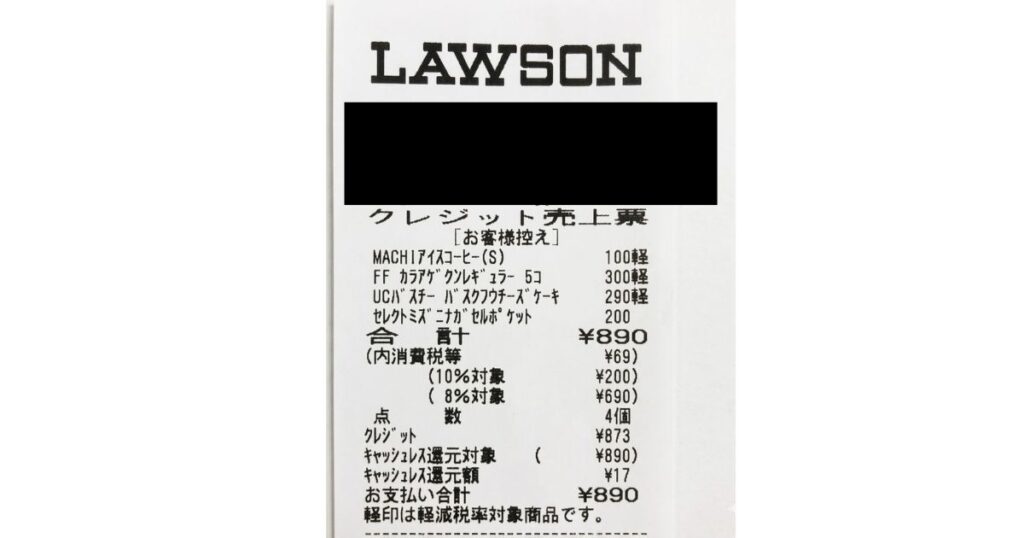 LAWSON
クレジット売上票
[お客様控え]
MACHIアイスコーヒー(S) 100軽
FF カラアゲクンレギュラー 5コ 300軽
UCバスチー バスクフウチーズケーキ 290軽
セレクトミズニナガセルポケット 200
合 計 ¥890
(内消費税等 ¥69)
(10%対象 ¥200)
( 8%対象 ¥690)
点 数 4個
クレジット ¥873
キャッシュレス還元対象 ( ¥890)
キャッシュレス還元額 ¥17
お支払い合計 ¥890
軽印は軽減税率対象商品です。